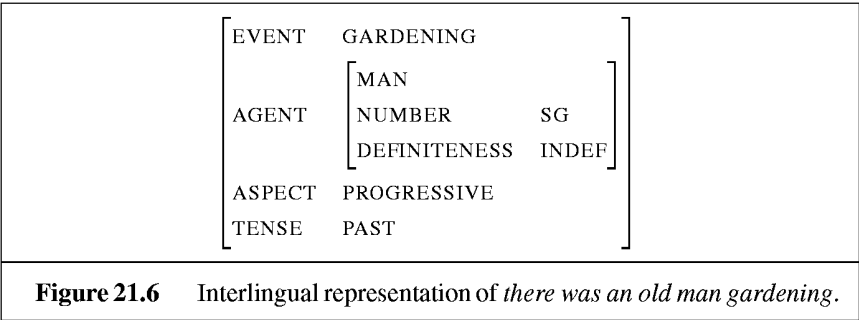 EVENT GARDENING
MAN
AGENT NUMBER SG
DEFINITENESS INDEF
ASPECT PROGRESSIVE
TENSE PAST
Figure 21.6 Interlingual representation of there was an old man gardening.